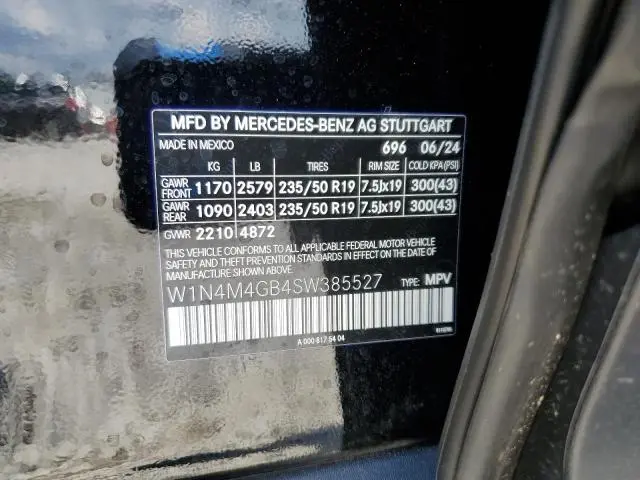 MFD BY MERCEDES-BENZ AG STUTTGART
MADE IN MEXICO 696 06/24
KG LB TIRES RIM SIZE COLD KPA(PSI)
GAWR FRONT 1170 2579 235/50 R19 7.5Jx19 300(43)
GAWR REAR 1090 2403 235/50 R19 7.5Jx19 300(43)
GVWR 2210 4872
THIS VEHICLE CONFORMS TO ALL APPLICABLE FEDERAL MOTOR VEHICLE
SAFETY, BUMPER, AND THEFT PREVENTION STANDARDS IN EFFECT ON THE DATE OF
MANUFACTURE SHOWN ABOVE.
W1N4M4GB4SW385527 TYPE: MPV
A 000 817 54 04